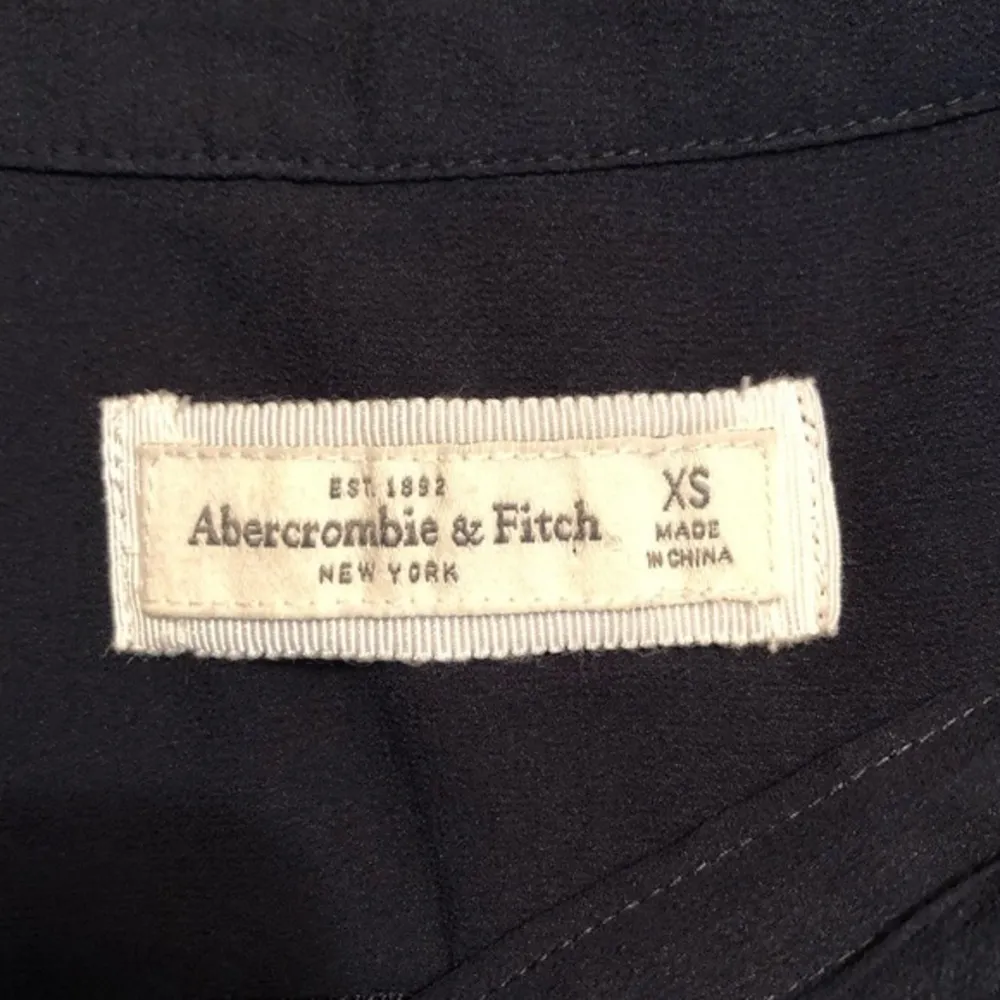 EST. 1892
Abercrombie & Fitch
NEW YORK
XS
MADE
IN CHINA